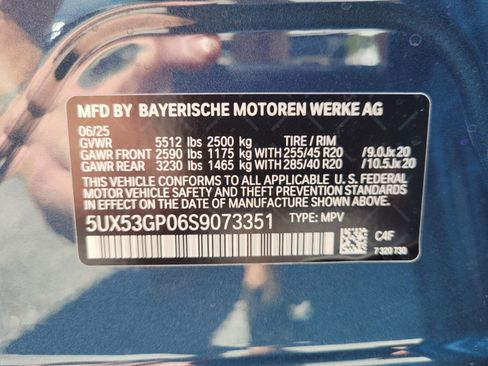 MFD BY BAYERISCHE MOTOREN WERKE AG
06/25
GVWR 5512 lbs 2500 kg TIRE / RIM
GAWR FRONT 2590 lbs 1175 kg WITH 255/45 R20 /9.0Jx20
GAWR REAR 3230 lbs 1465 kg WITH 285/40 R20 /10.5Jx20
THIS VEHICLE CONFORMS TO ALL APPLICABLE U.S. FEDERAL
MOTOR VEHICLE SAFETY STANDARDS IN EFFECT ON
THE DATE OF MANUFACTURE SHOWN ABOVE.
5UX53GP06S9073351 TYPE: MPV
C4F
7 320 730